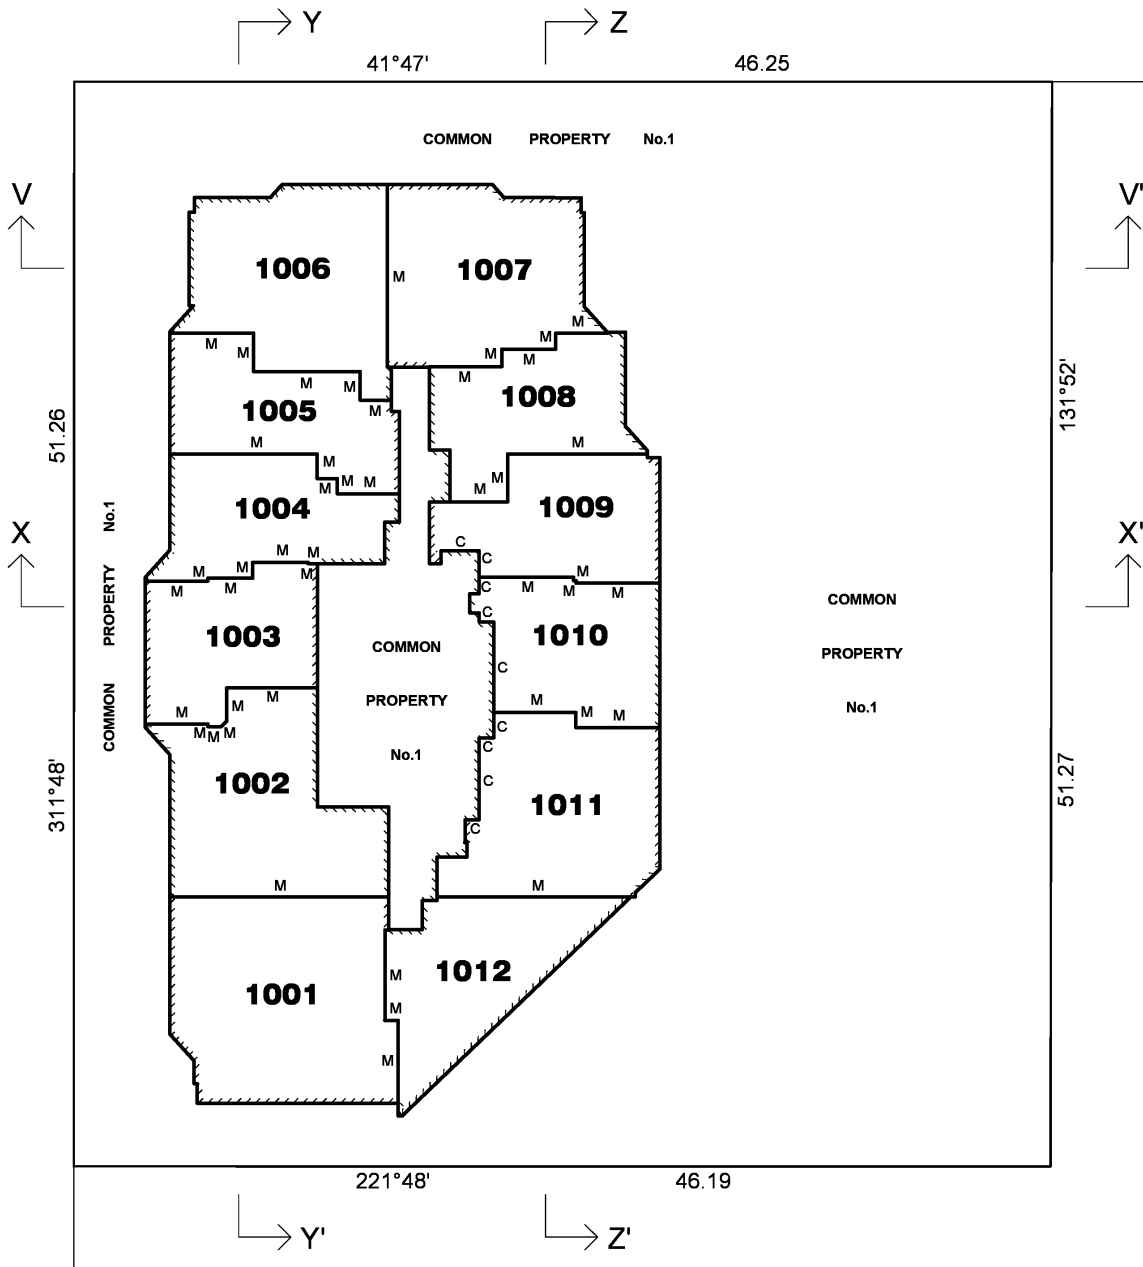 Y
Z
41°47'
46.25
COMMON PROPERTY No.1
V
V'
1006
1007
M
M
M
M
M
M
M
M
M
M
M
M
1008
1005
131°52'
51.26
M
M
M
M
M
M
M
M
M
1004
1009
X
X'
COMMON PROPERTY No.1
C
C
M
M
M
M
M
M
C
M
M
M
M
M
C
COMMON
PROPERTY
No.1
1003
1010
COMMON
PROPERTY
No.1
C
M
M
M
M
M
M
M
M
M
M
C
C
C
1002
1011
311°48'
51.27
C
M
M
1012
1001
M
M
M
221°48'
46.19
Y'
Z'